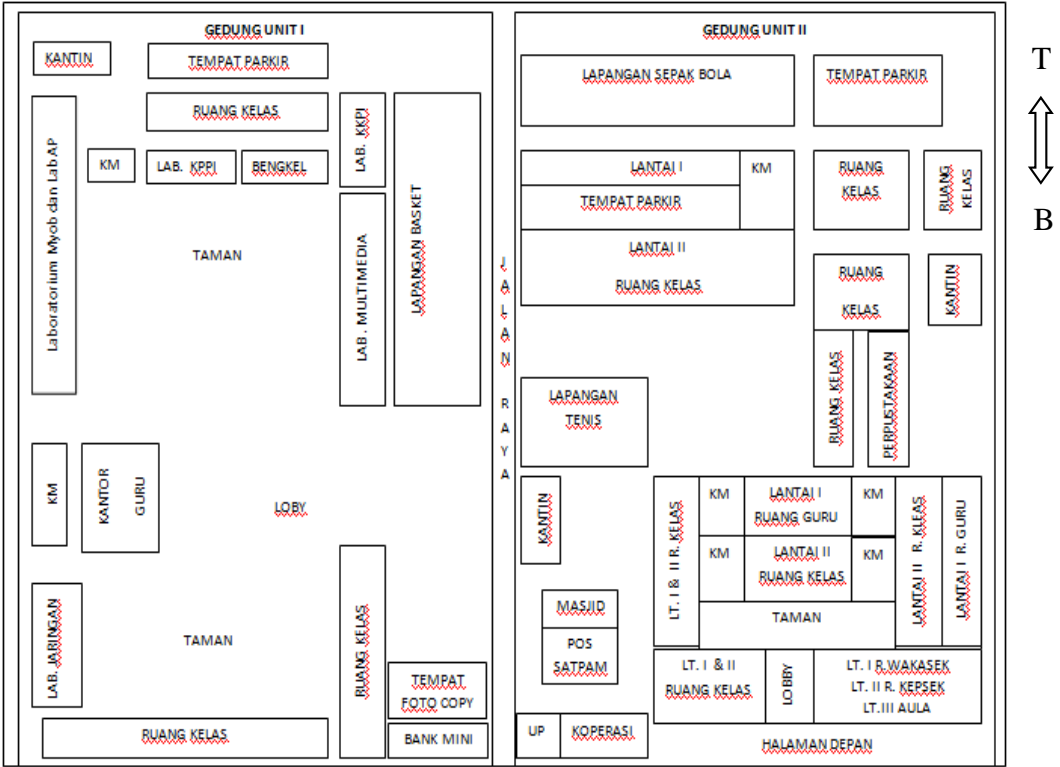 GEDUNG UNIT I
KANTIN
TEMPAT PARKIR
RUANG KELAS
LAB. KKPI
Laboratorium Myob dan Lab AP
KM
LAB. KPPI
BENGKEL
TAMAN
LAB. MULTIMEDIA
LAPANGAN BASKET
KM
KANTOR
GURU
LOBY
LAB. JARINGAN
TAMAN
RUANG KELAS
TEMPAT
FOTO COPY
RUANG KELAS
BANK MINI
JALAN RAYA
GEDUNG UNIT II
LAPANGAN SEPAK BOLA
TEMPAT PARKIR
LANTAI I
KM
TEMPAT PARKIR
LANTAI II
RUANG KELAS
RUANG
KELAS
RUANG
KELAS
RUANG
KELAS
KANTIN
LAPANGAN
TENIS
RUANG KELAS
PERPUSTAKAAN
KANTIN
LT. I & II R. KELAS
KM
LANTAI I
RUANG GURU
KM
KM
LANTAI II
RUANG KELAS
KM
LANTAI II R. KLEAS
LANTAI I R. GURU
TAMAN
MASJID
POS
SATPAM
LT. I & II
RUANG KELAS
LOBBY
LT. I R.WAKASEK
LT. II R. KEPSEK
LT.III AULA
UP
KOPERASI
HALAMAN DEPAN
T
B